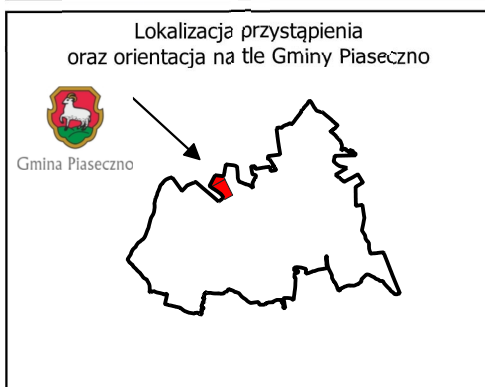 Lokalizacja przystąpienia
oraz orientacja na tle Gminy Piaseczno
Gmina Piaseczno